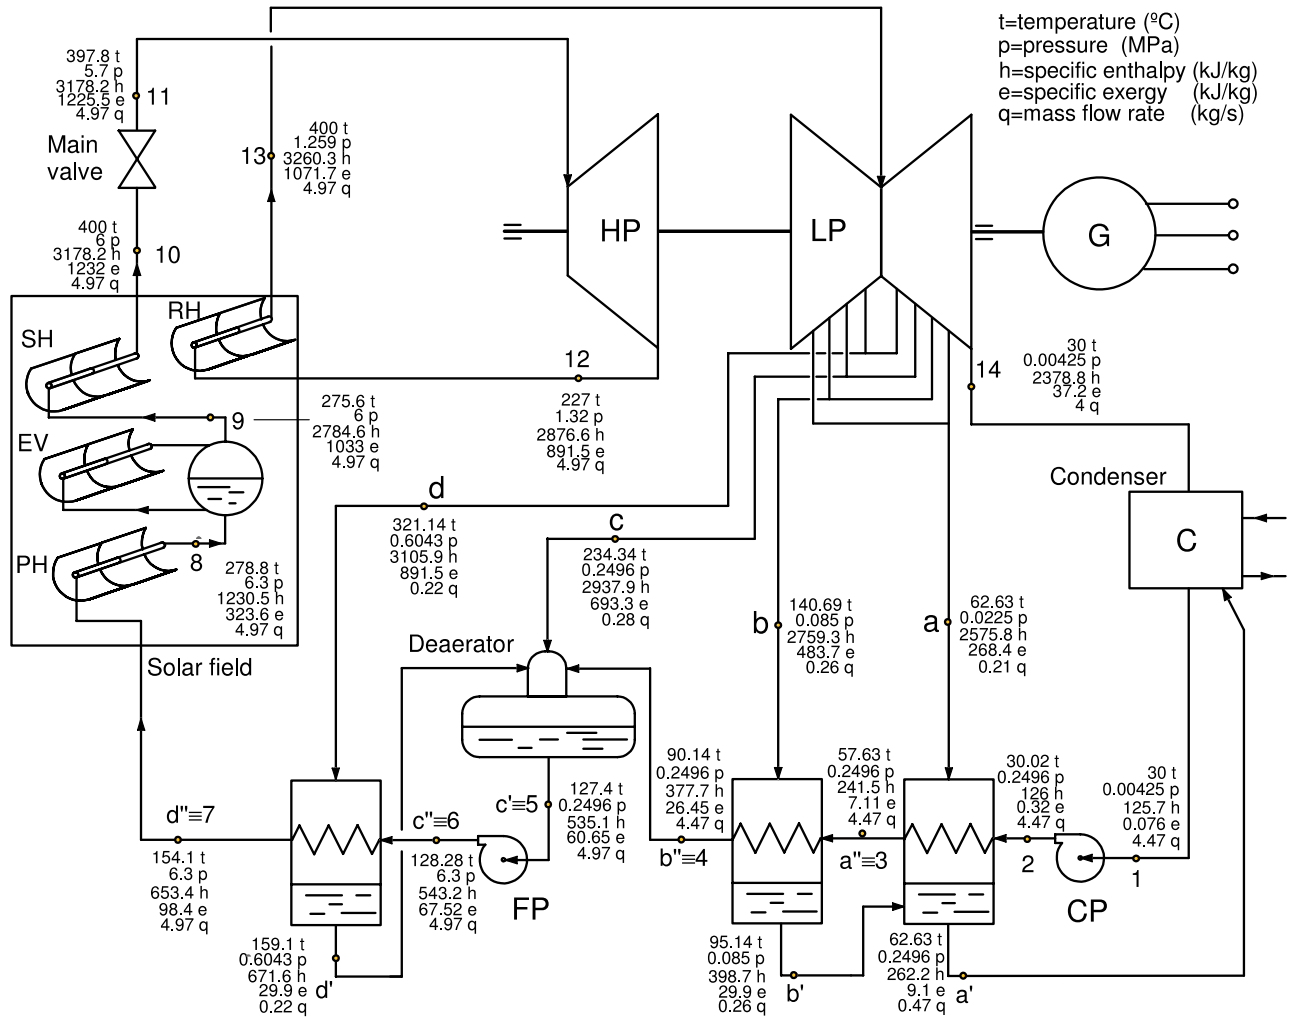 t=temperature (ºC)
p=pressure (MPa)
h=specific enthalpy (kJ/kg)
e=specific exergy (kJ/kg)
q=mass flow rate (kg/s)
397.8 t
5.7 p
3178.2 h
1225.5 e
4.97 q
11
Main
valve
400 t
1.259 p
3260.3 h
1071.7 e
4.97 q
13
HP
LP
G
400 t
6 p
3178.2 h
1232 e
4.97 q
10
RH
SH
12
227 t
1.32 p
2876.6 h
891.5 e
4.97 q
14
30 t
0.00425 p
2378.8 h
37.2 e
4 q
9
275.6 t
6 p
2784.6 h
1033 e
4.97 q
EV
Condenser
C
PH
8
278.8 t
6.3 p
1230.5 h
323.6 e
4.97 q
Solar field
d
321.14 t
0.6043 p
3105.9 h
891.5 e
0.22 q
c
234.34 t
0.2496 p
2937.9 h
693.3 e
0.28 q
b
140.69 t
0.085 p
2759.3 h
483.7 e
0.26 q
a
62.63 t
0.0225 p
2575.8 h
268.4 e
0.21 q
Deaerator
d''≡7
154.1 t
6.3 p
653.4 h
98.4 e
4.97 q
c''≡6
128.28 t
6.3 p
543.2 h
67.52 e
4.97 q
c'≡5
127.4 t
0.2496 p
535.1 h
60.65 e
4.97 q
FP
90.14 t
0.2496 p
377.7 h
26.45 e
4.47 q
b''≡4
57.63 t
0.2496 p
241.5 h
7.11 e
4.47 q
a''≡3
30.02 t
0.2496 p
126 h
0.32 e
4.47 q
2
30 t
0.00425 p
125.7 h
0.076 e
4.47 q
1
CP
159.1 t
0.6043 p
671.6 h
29.9 e
0.22 q
d'
95.14 t
0.085 p
398.7 h
29.9 e
0.26 q
b'
62.63 t
0.2496 p
262.2 h
9.1 e
0.47 q
a'